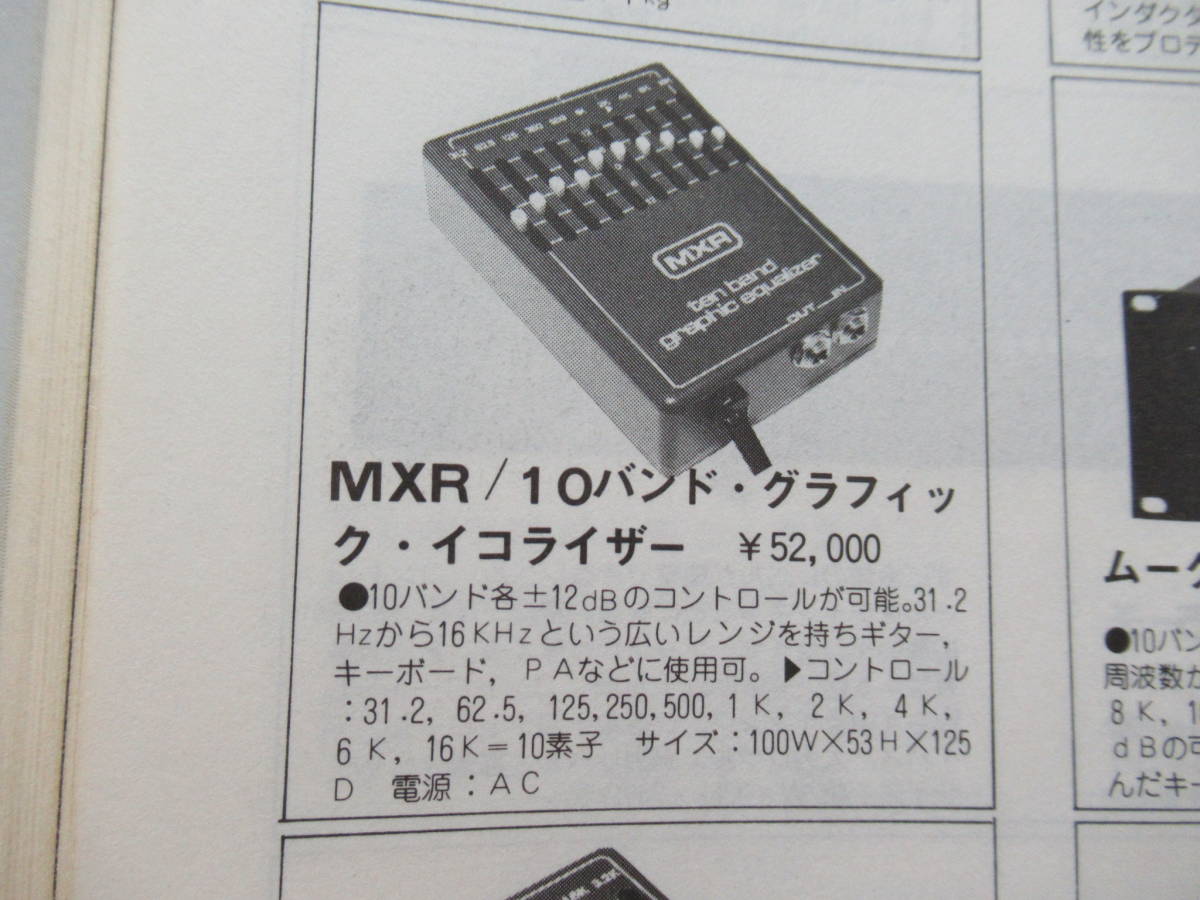 1kg
インダクタ
性をプロテ
MXR
ten band
graphic equalizer
OUT IN
MXR / 10バンド・グラフィッ
ク・イコライザー ¥52,000
●10バンド各±12dBのコントロールが可能。31.2
Hzから16KHzという広いレンジを持ちギター,
キーボード, PAなどに使用可。▶コントロール
:31.2, 62.5, 125,250,500,1K, 2K, 4K,
6K, 16K=10素子 サイズ:100W×53H×125
D 電源:AC
ムーグ
●10バン
周波数か
8K, 1
dBの可
んだキー
3.2K